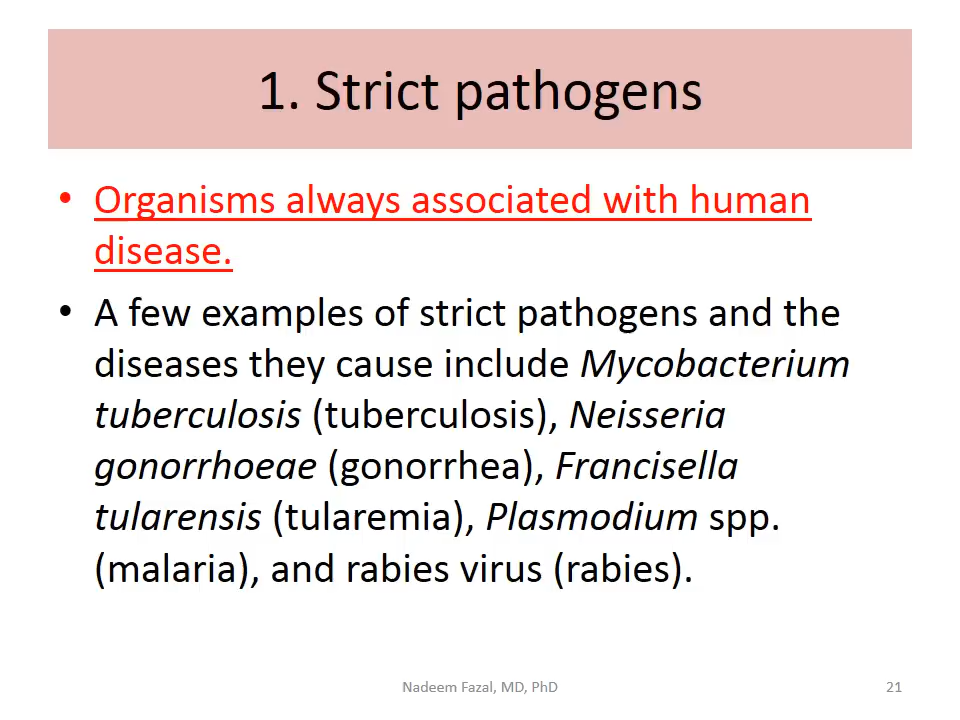 1. Strict pathogens
• Organisms always associated with human
disease.
• A few examples of strict pathogens and the
diseases they cause include Mycobacterium
tuberculosis (tuberculosis), Neisseria
gonorrhoeae (gonorrhea), Francisella
tularensis (tularemia), Plasmodium spp.
(malaria), and rabies virus (rabies).
Nadeem Fazal, MD, PhD
21